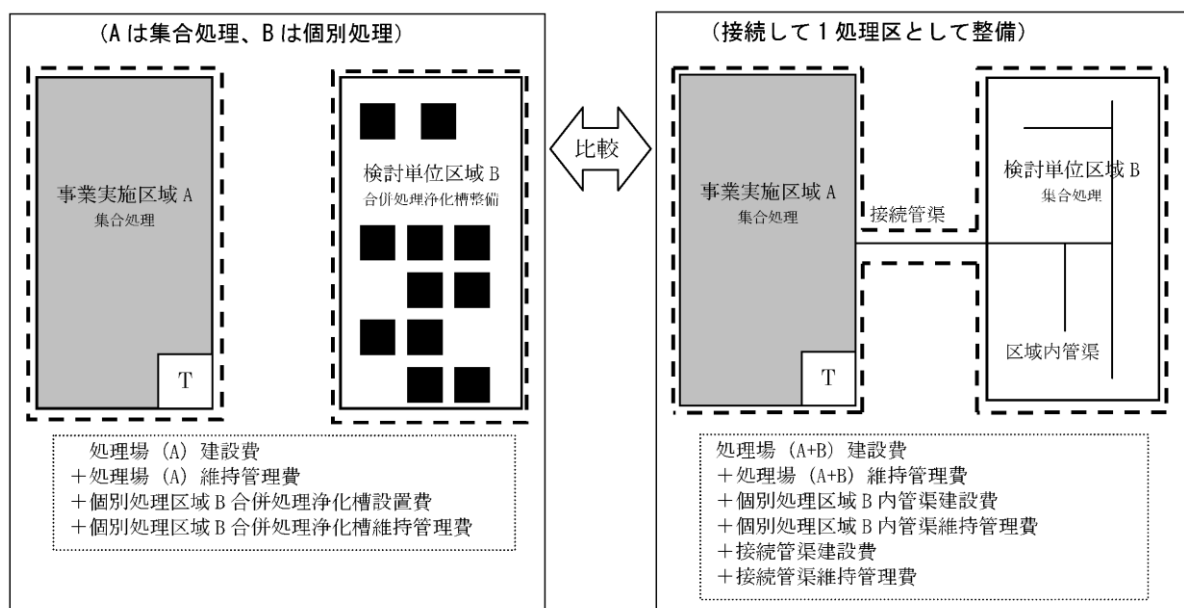 （Aは集合処理、Bは個別処理）
事業実施区域 A
集合処理
T
検討単位区域 B
合併処理浄化槽整備
処理場（A）建設費
＋処理場（A）維持管理費
＋個別処理区域 B 合併処理浄化槽設置費
＋個別処理区域 B 合併処理浄化槽維持管理費
比較
（接続して１処理区として整備）
事業実施区域 A
集合処理
T
接続管渠
検討単位区域 B
集合処理
区域内管渠
処理場（A+B）建設費
＋処理場（A+B）維持管理費
＋個別処理区域 B 内管渠建設費
＋個別処理区域 B 内管渠維持管理費
＋接続管渠建設費
＋接続管渠維持管理費